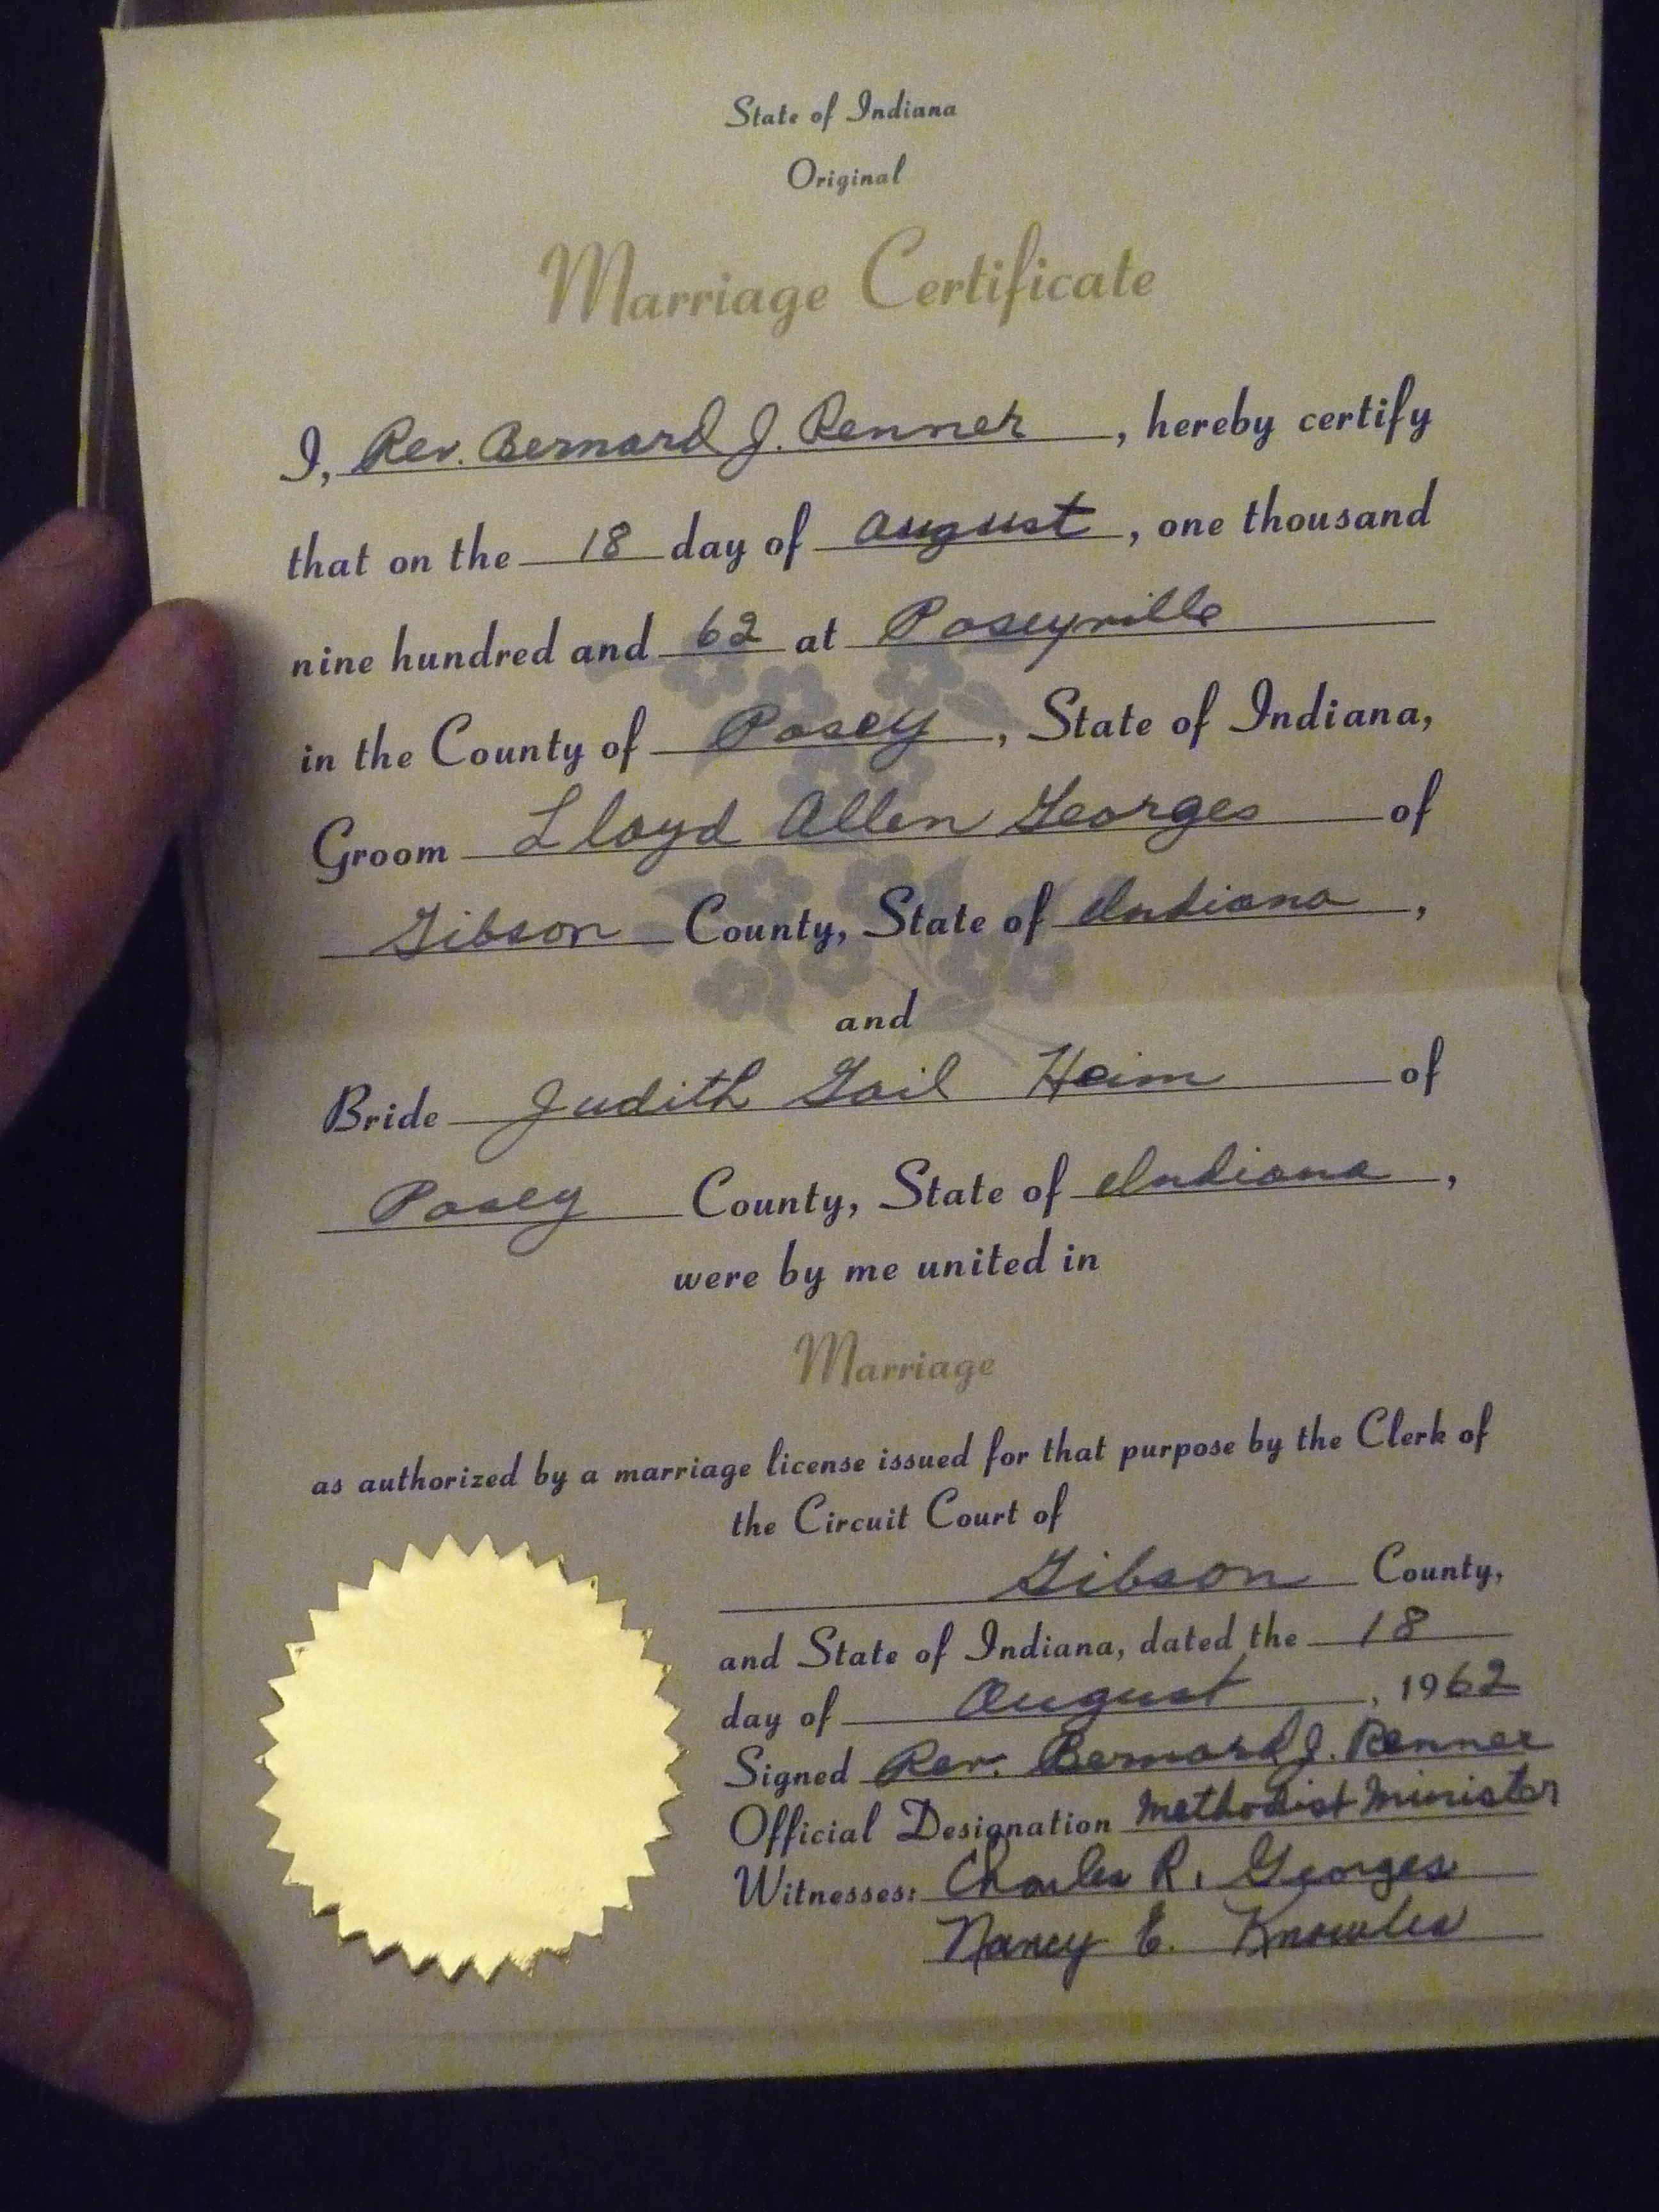 State of Indiana
Original
Marriage Certificate
I, Rev. Bernard J. Renner, hereby certify
that on the 18 day of August, one thousand
nine hundred and 62 at Poseyville
in the County of Posey, State of Indiana,
Groom Lloyd Allen Georges of
Gibson County, State of Indiana,
and
Bride Judith Gail Heim of
Posey County, State of Indiana,
were by me united in
Marriage
as authorized by a marriage license issued for that purpose by the Clerk of
the Circuit Court of
Gibson County,
and State of Indiana, dated the 18
day of August, 1962
Signed Rev. Bernard J. Renner
Official Designation Methodist Minister
Witnesses: Charles R. Georges
Nancy E. Knowles